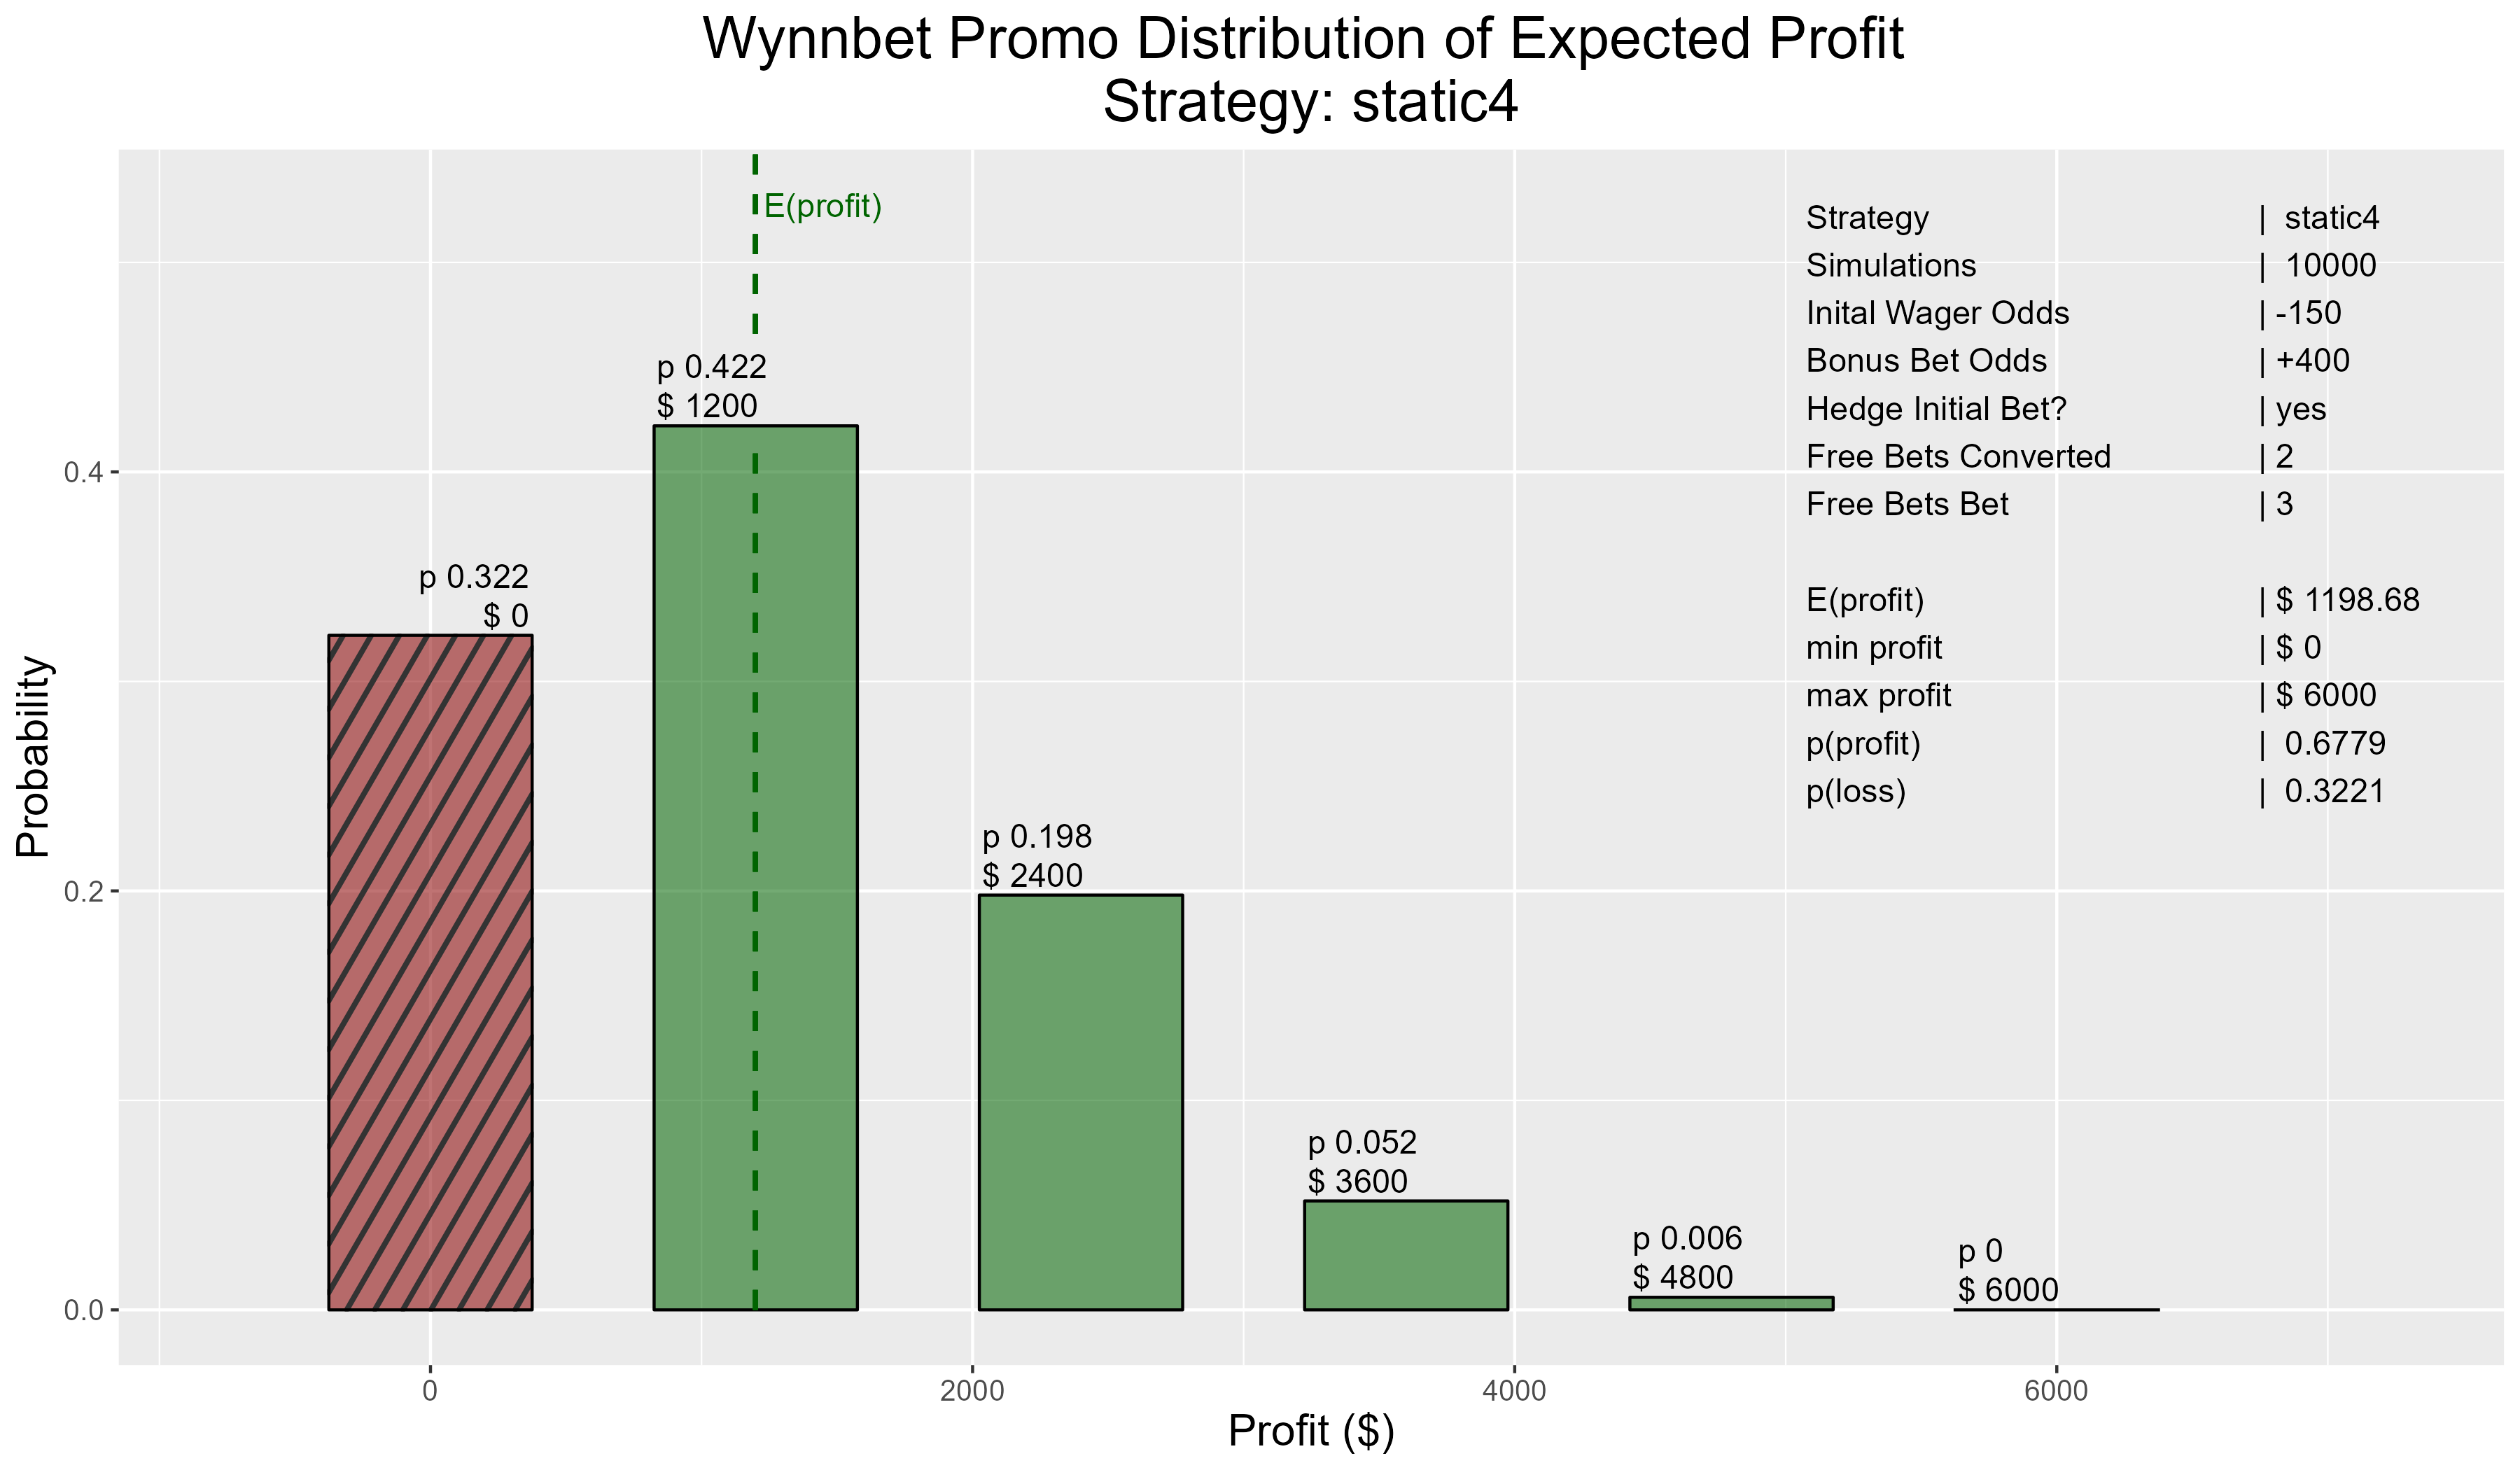 Wynnbet Promo Distribution of Expected Profit
Strategy: static4
E(profit)
Strategy | static4
Simulations | 10000
Inital Wager Odds | -150
Bonus Bet Odds | +400
Hedge Initial Bet? | yes
Free Bets Converted | 2
Free Bets Bet | 3
E(profit) | $ 1198.68
min profit | $ 0
max profit | $ 6000
p(profit) | 0.6779
p(loss) | 0.3221
p 0.322
$ 0
p 0.422
$ 1200
p 0.198
$ 2400
p 0.052
$ 3600
p 0.006
$ 4800
p 0
$ 6000
Probability
0.4
0.2
0.0
0
2000
4000
6000
Profit ($)